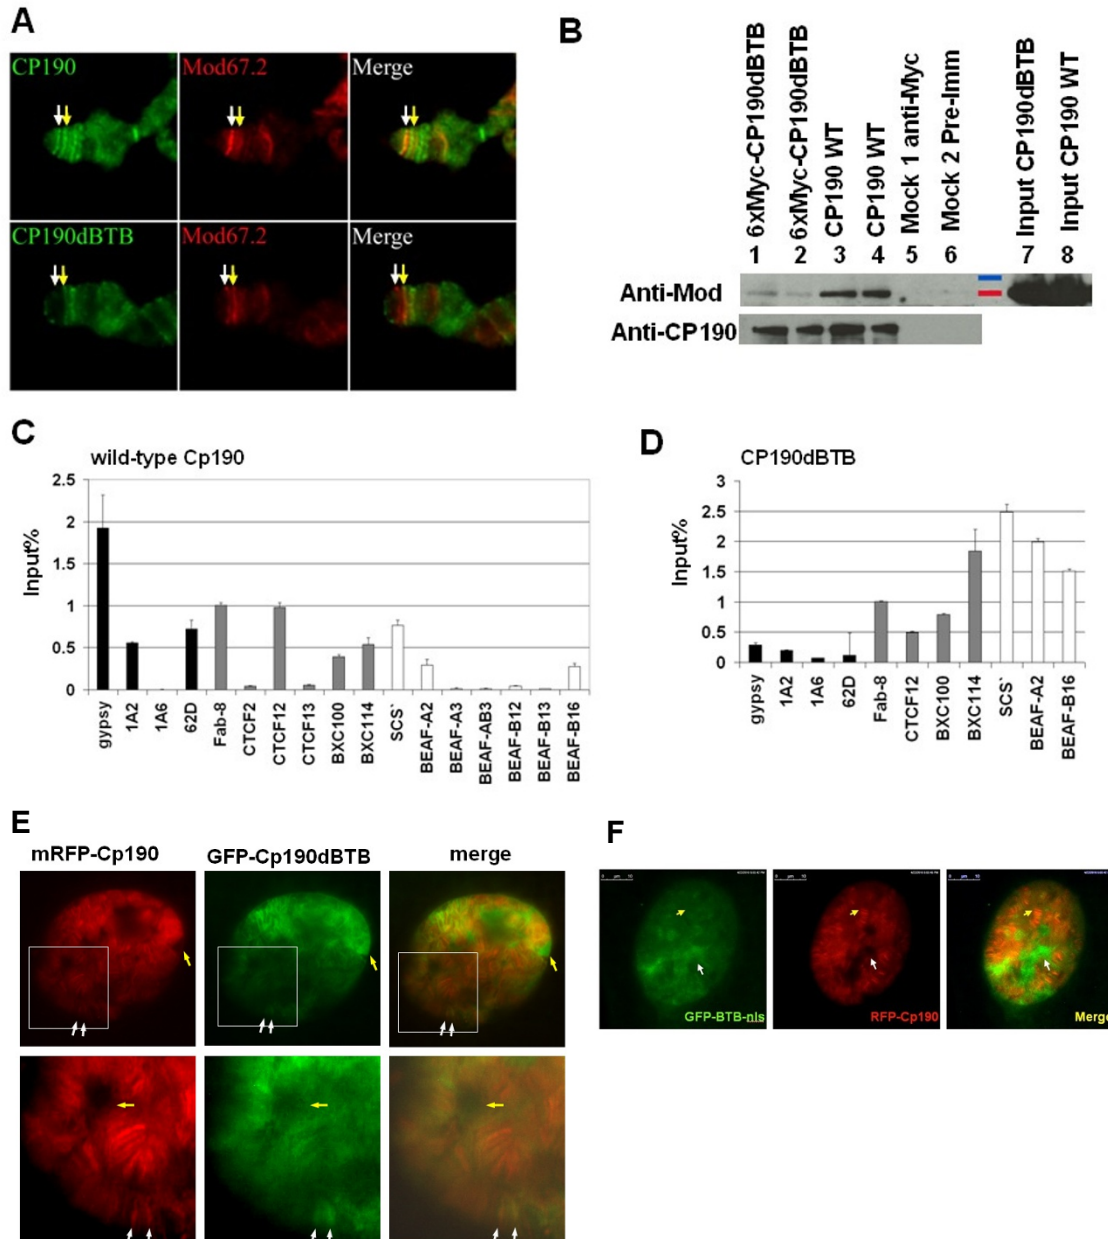 A
CP190
Mod67.2
Merge
CP190dBTB
Mod67.2
Merge
B
6xMyc-CP190dBTB
6xMyc-CP190dBTB
CP190 WT
CP190 WT
Mock 1 anti-Myc
Mock 2 Pre-Imm
Input CP190dBTB
Input CP190 WT
1 2 3 4 5 6 7 8
Anti-Mod
Anti-CP190
C
wild-type Cp190
Input%
2.5
2
1.5
1
0.5
0
gypsy
1A2
1A6
62D
Fab-8
CTCF2
CTCF12
CTCF13
BXC100
BXC114
SCS`
BEAF-A2
BEAF-A3
BEAF-AB3
BEAF-B12
BEAF-B13
BEAF-B16
D
CP190dBTB
Input%
3
2.5
2
1.5
1
0.5
0
gypsy
1A2
1A6
62D
Fab-8
CTCF12
BXC100
BXC114
SCS`
BEAF-A2
BEAF-B16
E
mRFP-Cp190
GFP-Cp190dBTB
merge
F
GFP-BTB-nls
RFP-Cp190
Merge